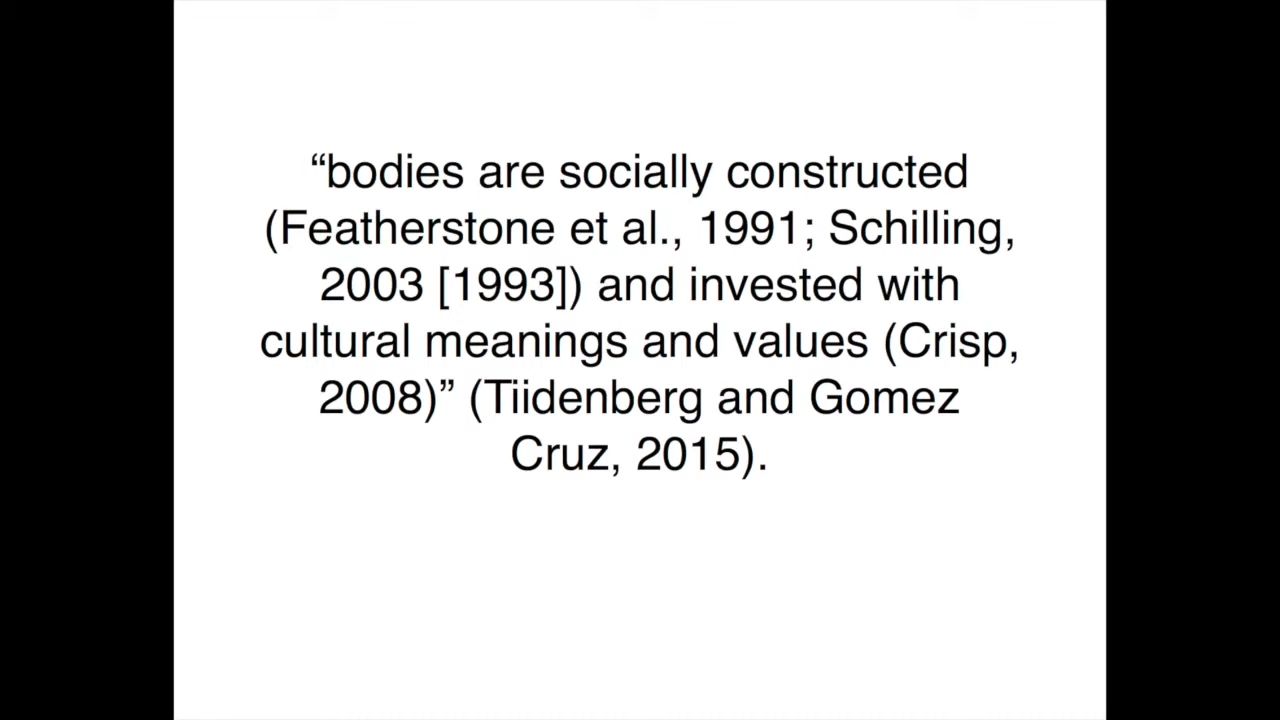 “bodies are socially constructed
(Featherstone et al., 1991; Schilling,
2003 [1993]) and invested with
cultural meanings and values (Crisp,
2008)” (Tiidenberg and Gomez
Cruz, 2015).